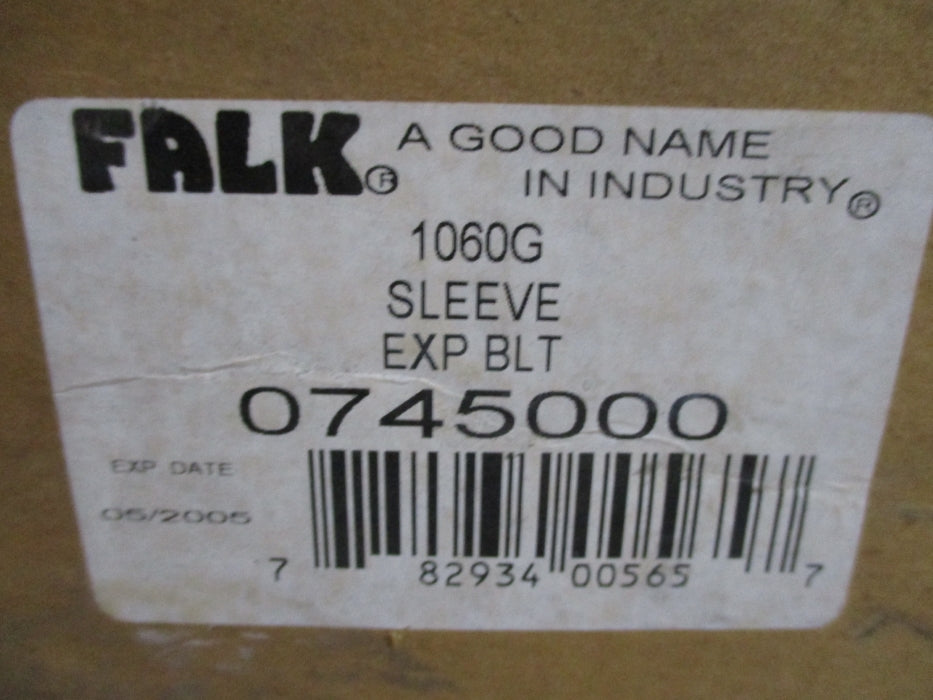 FALK® A GOOD NAME
IN INDUSTRY®
1060G
SLEEVE
EXP BLT
0745000
EXP DATE
05/2005
7 82934 00565 7